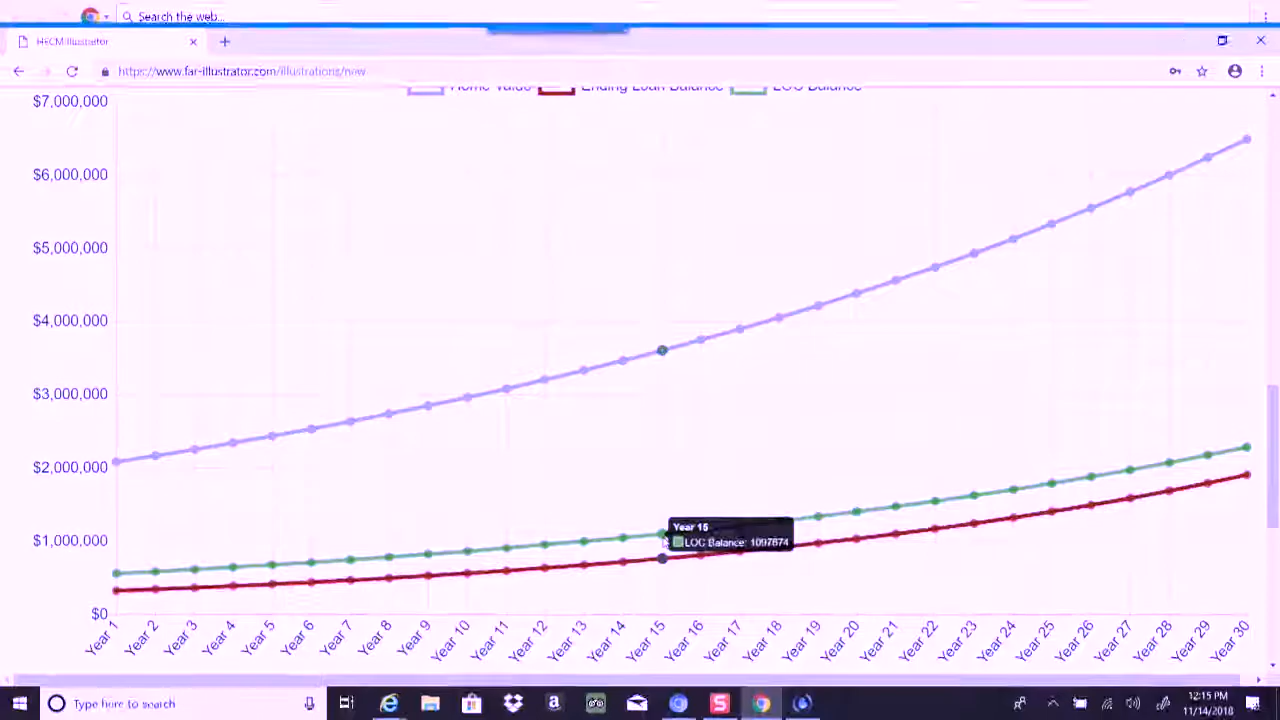 Search the web...
HECM Illustrator
https://www.far-illustrator.com/illustrations/new
Home Value Ending Loan Balance LOC Balance
$7,000,000
$6,000,000
$5,000,000
$4,000,000
$3,000,000
$2,000,000
$1,000,000
$0
Year 15
LOC Balance: 1097874
Year 1 Year 2 Year 3 Year 4 Year 5 Year 6 Year 7 Year 8 Year 9 Year 10 Year 11 Year 12 Year 13 Year 14 Year 15 Year 16 Year 17 Year 18 Year 19 Year 20 Year 21 Year 22 Year 23 Year 24 Year 25 Year 26 Year 27 Year 28 Year 29 Year 30
Type here to search
12:15 PM
11/14/2018